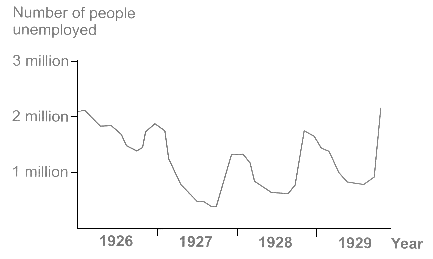 Number of people
unemployed
3 million
2 million
1 million
1926 1927 1928 1929 Year